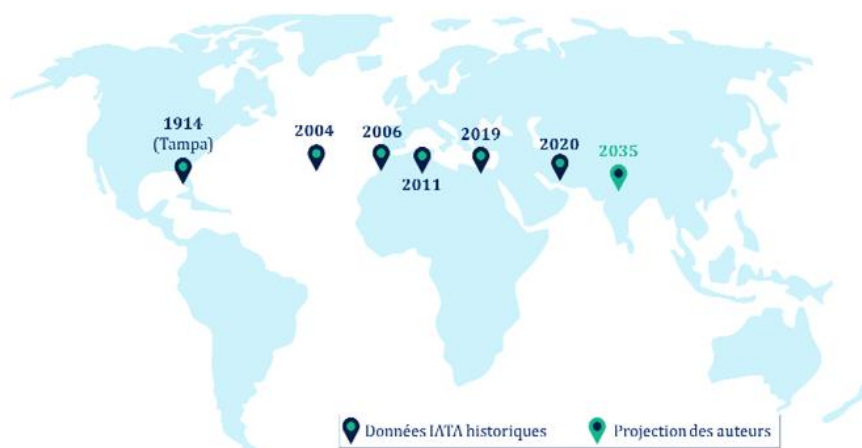 1914
(Tampa)
2004
2006
2011
2019
2020
2035
Données IATA historiques
Projection des auteurs